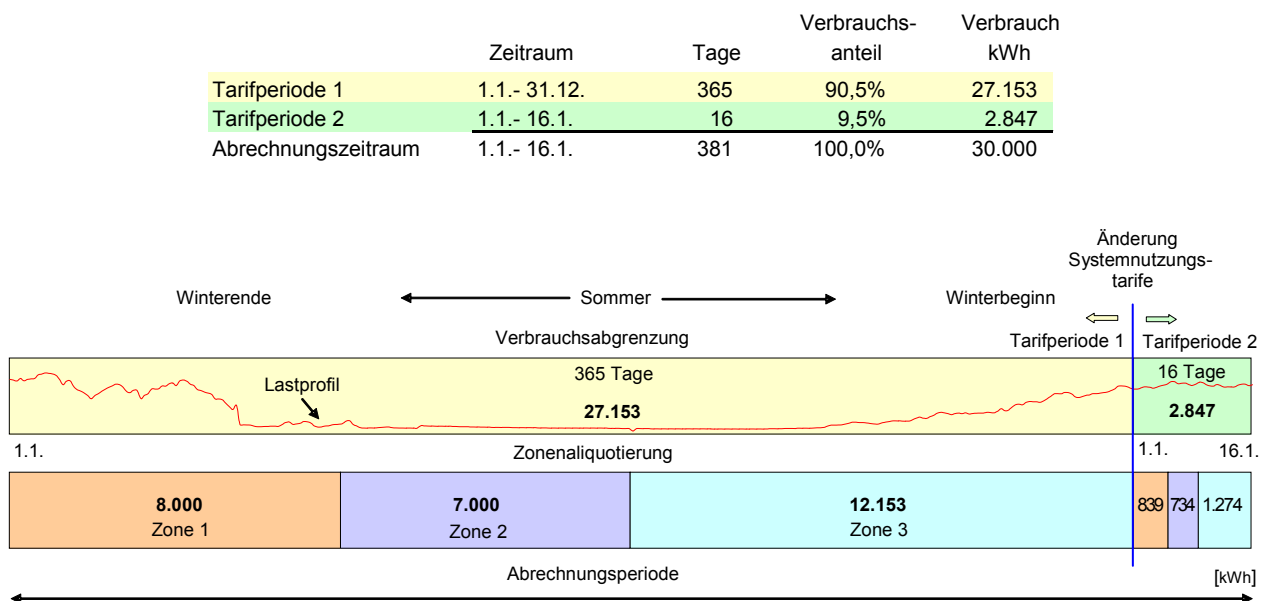 Verbrauchs- Verbrauch
Zeitraum Tage anteil kWh
Tarifperiode 1 1.1.- 31.12. 365 90,5% 27.153
Tarifperiode 2 1.1.- 16.1. 16 9,5% 2.847
Abrechnungszeitraum 1.1.- 16.1. 381 100,0% 30.000
Änderung
Systemnutzungs-
tarife
Winterende Sommer Winterbeginn
Verbrauchsabgrenzung
Tarifperiode 1 Tarifperiode 2
365 Tage 16 Tage
Lastprofil
27.153 2.847
1.1. Zonenaliquotierung 1.1. 16.1.
8.000 7.000 12.153 839 734 1.274
Zone 1 Zone 2 Zone 3
Abrechnungsperiode [kWh]